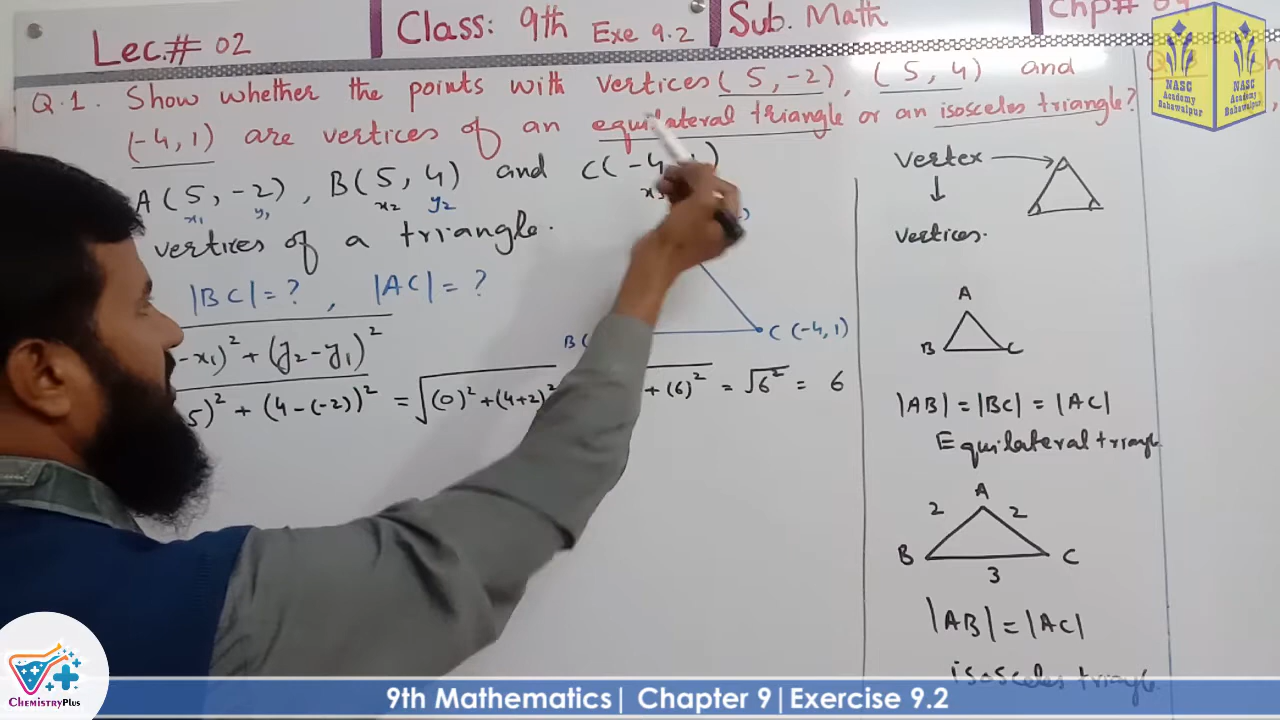 Lec.# 02
Class: 9th Exe 9.2
Sub. Math
Chp# 09
Q.1. Show whether the points with vertices (5, -2), (5, 4) and
(-4, 1) are vertices of an equilateral triangle or an isosceles triangle?
A(5, -2), B(5, 4) and C(-4, 1)
x₁ y₁ x₂ y₂
vertices of a triangle.
|BC| = ?, |AC| = ?
-x₁)² + (y₂-y₁)²
5)² + (4-(-2))² = √(0)² + (4+2)² + (6)² = √6² = 6
B(
C(-4, 1)
Vertex
Vertices.
A
B C
|AB| = |BC| = |AC|
Equilateral triangle
A
2 2
B C
3
|AB| = |AC|
isosceles triangle
NASC
Academy
Bahawalpur
NASC
Academy
Bahawalpur
CHEMISTRYPLUS
9th Mathematics| Chapter 9|Exercise 9.2